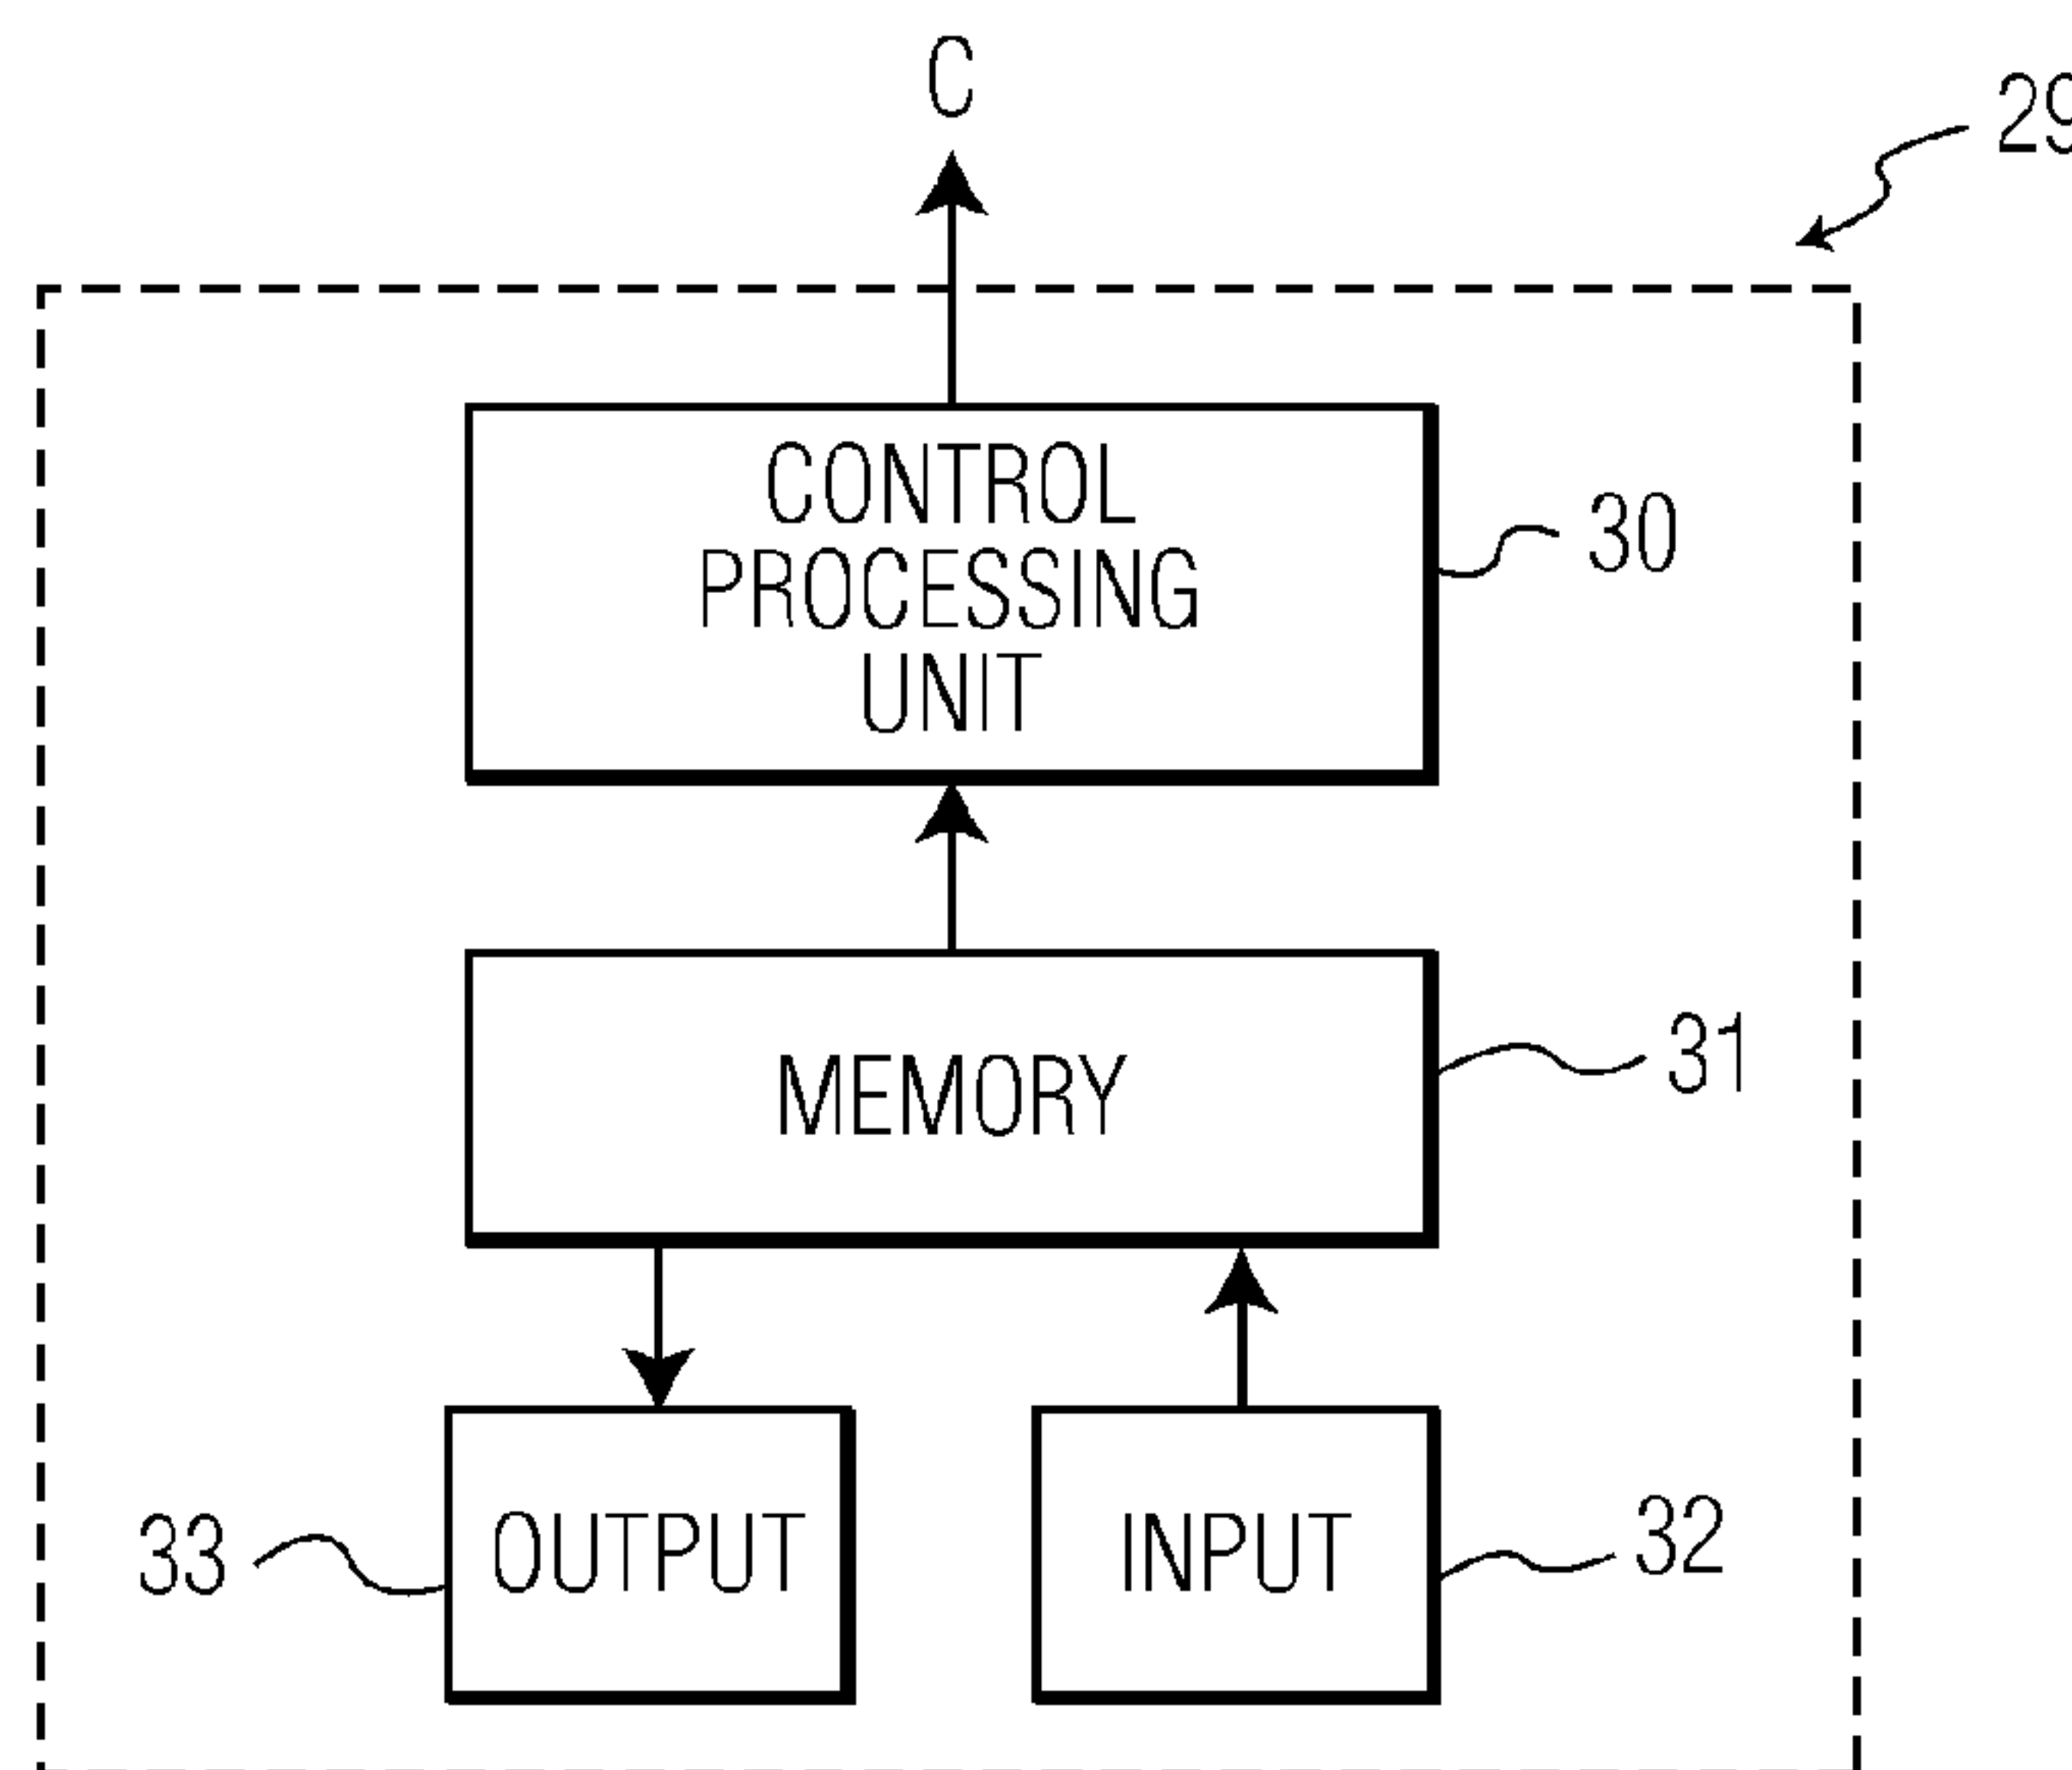 C
29
CONTROL
PROCESSING
UNIT
30
MEMORY
31
33
OUTPUT
INPUT
32